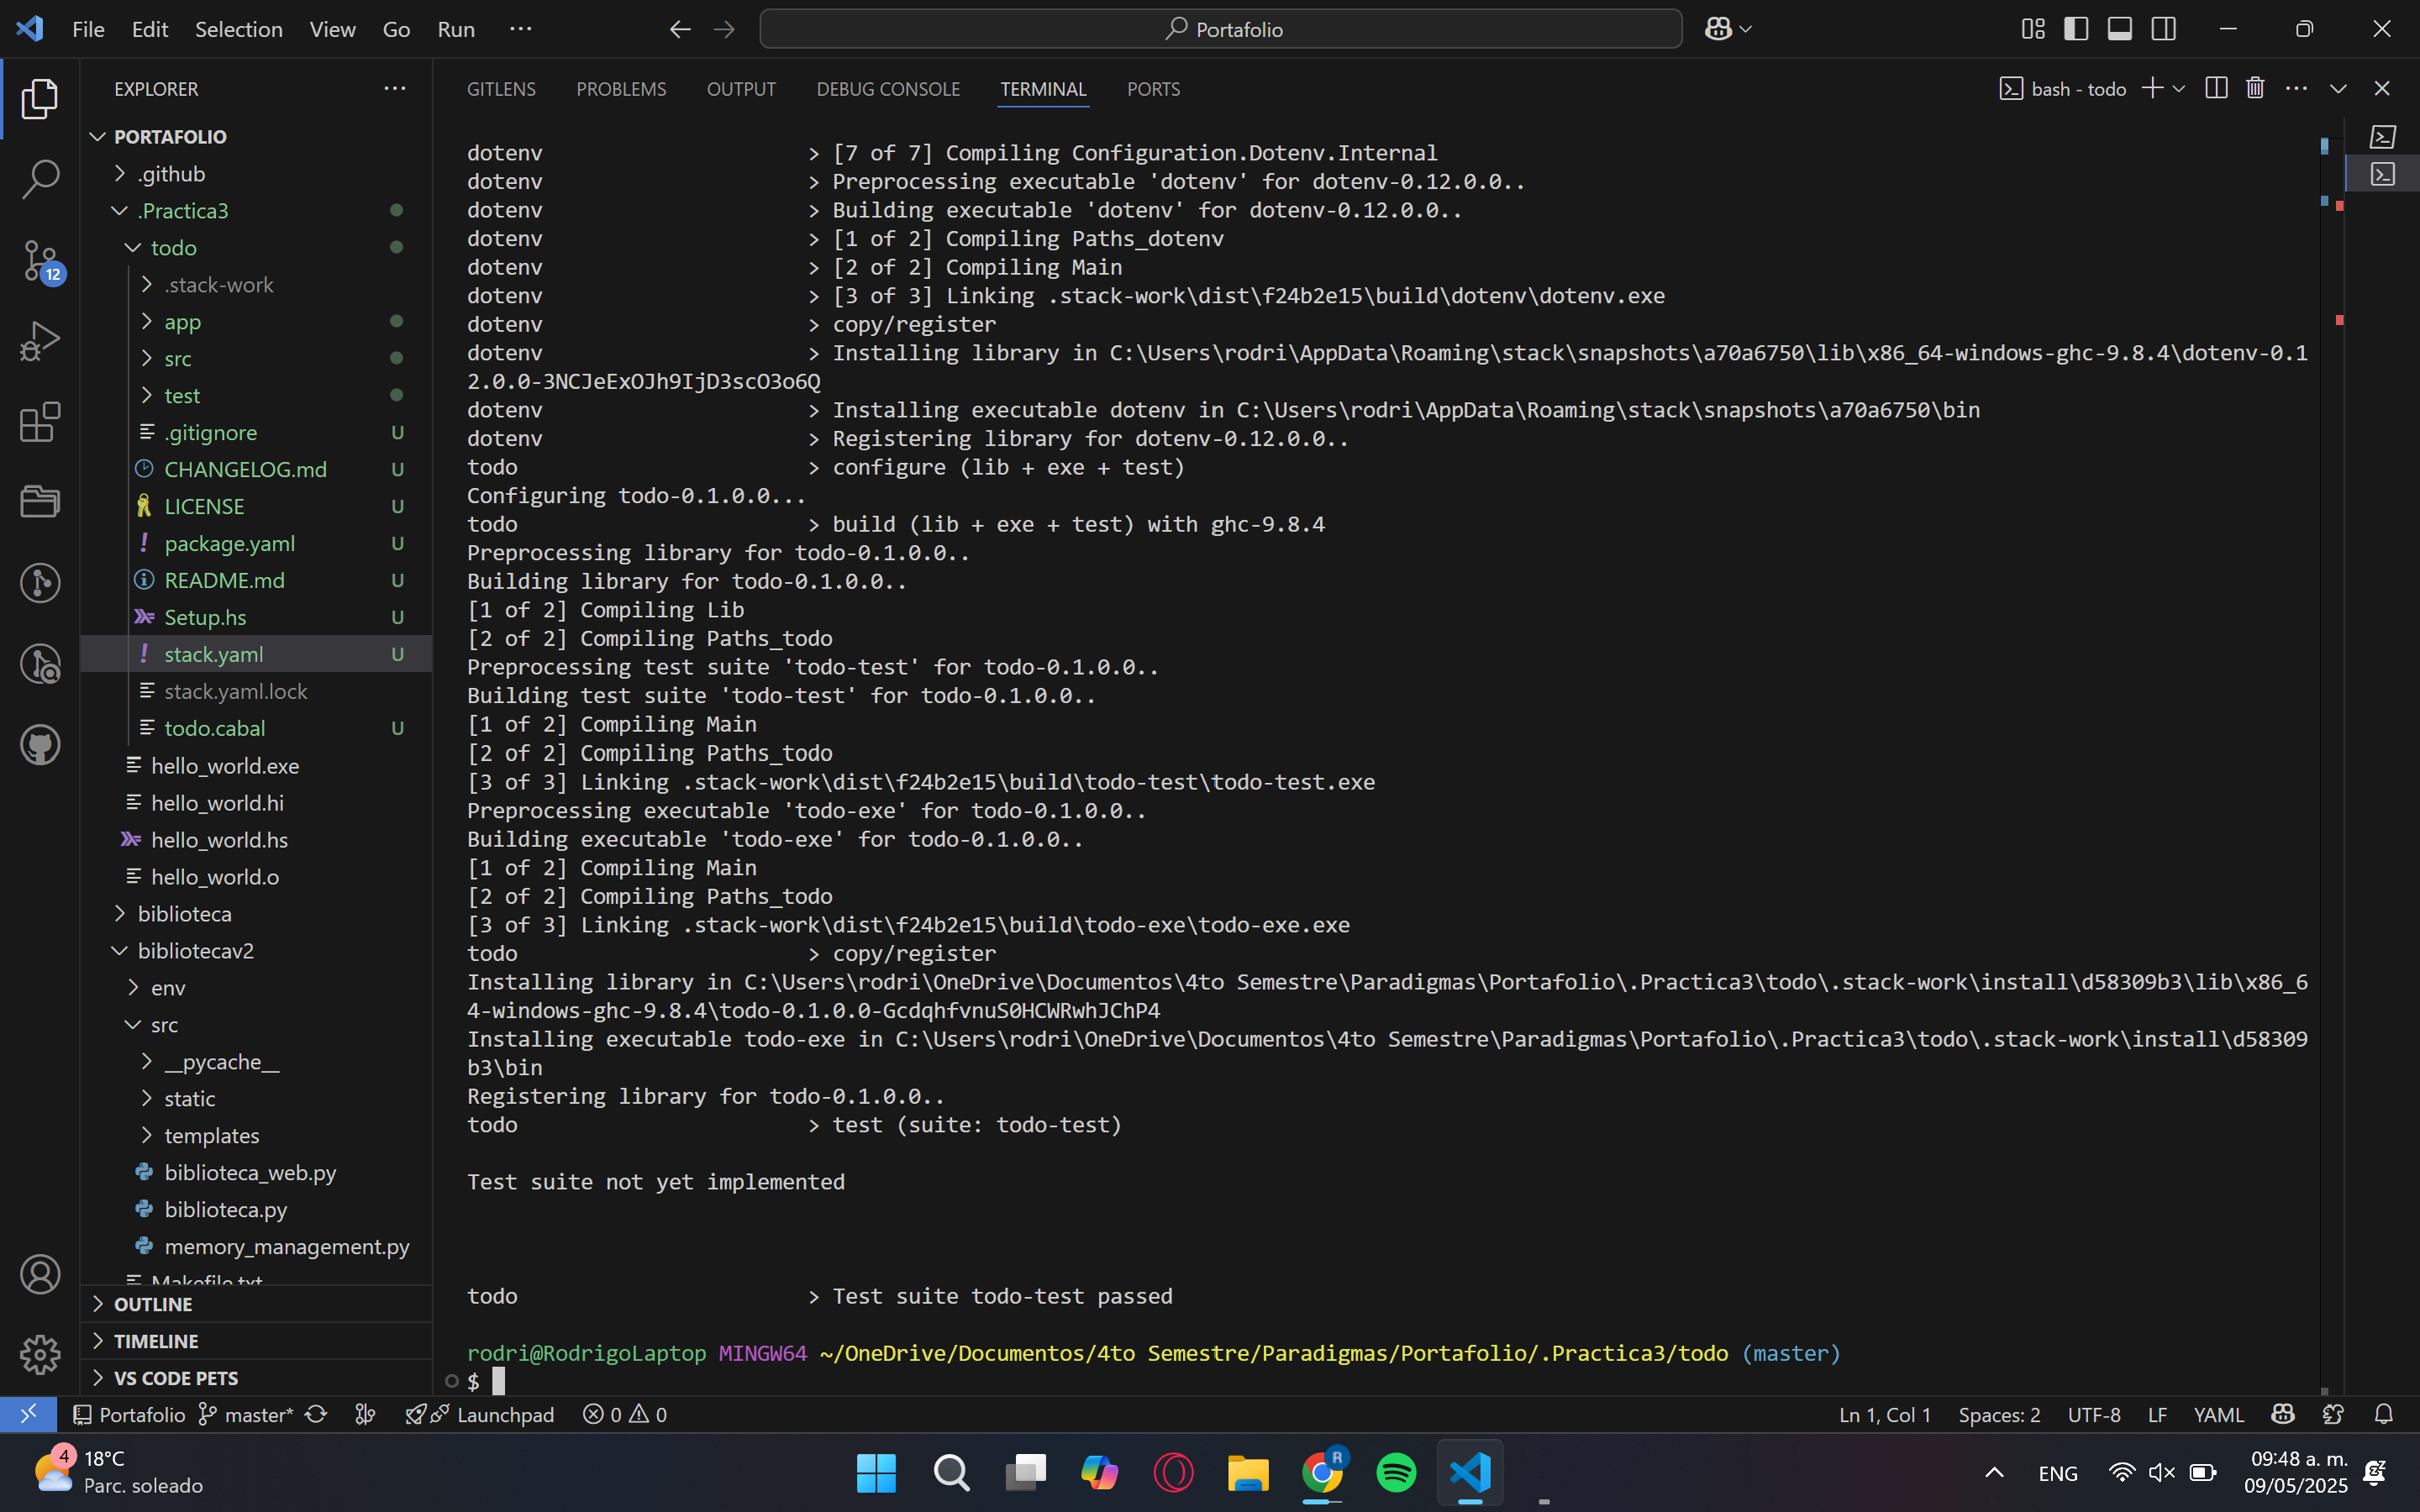 File Edit Selection View Go Run ···
Portafolio
EXPLORER
PORTAFOLIO
.github
.Practica3
todo
.stack-work
app
src
test
.gitignore U
CHANGELOG.md U
LICENSE U
package.yaml U
README.md U
Setup.hs U
stack.yaml U
stack.yaml.lock
todo.cabal U
hello_world.exe
hello_world.hi
hello_world.hs
hello_world.o
biblioteca
bibliotecav2
env
src
__pycache__
static
templates
biblioteca_web.py
biblioteca.py
memory_management.py
Makefile.txt
OUTLINE
TIMELINE
VS CODE PETS
12
GITLENS PROBLEMS OUTPUT DEBUG CONSOLE TERMINAL PORTS
bash - todo
dotenv > [7 of 7] Compiling Configuration.Dotenv.Internal
dotenv > Preprocessing executable 'dotenv' for dotenv-0.12.0.0..
dotenv > Building executable 'dotenv' for dotenv-0.12.0.0..
dotenv > [1 of 2] Compiling Paths_dotenv
dotenv > [2 of 2] Compiling Main
dotenv > [3 of 3] Linking .stack-work\dist\f24b2e15\build\dotenv\dotenv.exe
dotenv > copy/register
dotenv > Installing library in C:\Users\rodri\AppData\Roaming\stack\snapshots\a70a6750\lib\x86_64-windows-ghc-9.8.4\dotenv-0.1
2.0.0-3NCJeExOJh9IjD3scO3o6Q
dotenv > Installing executable dotenv in C:\Users\rodri\AppData\Roaming\stack\snapshots\a70a6750\bin
dotenv > Registering library for dotenv-0.12.0.0..
todo > configure (lib + exe + test)
Configuring todo-0.1.0.0...
todo > build (lib + exe + test) with ghc-9.8.4
Preprocessing library for todo-0.1.0.0..
Building library for todo-0.1.0.0..
[1 of 2] Compiling Lib
[2 of 2] Compiling Paths_todo
Preprocessing test suite 'todo-test' for todo-0.1.0.0..
Building test suite 'todo-test' for todo-0.1.0.0..
[1 of 2] Compiling Main
[2 of 2] Compiling Paths_todo
[3 of 3] Linking .stack-work\dist\f24b2e15\build\todo-test\todo-test.exe
Preprocessing executable 'todo-exe' for todo-0.1.0.0..
Building executable 'todo-exe' for todo-0.1.0.0..
[1 of 2] Compiling Main
[2 of 2] Compiling Paths_todo
[3 of 3] Linking .stack-work\dist\f24b2e15\build\todo-exe\todo-exe.exe
todo > copy/register
Installing library in C:\Users\rodri\OneDrive\Documentos\4to Semestre\Paradigmas\Portafolio\.Practica3\todo\.stack-work\install\d58309b3\lib\x86_6
4-windows-ghc-9.8.4\todo-0.1.0.0-GcdqhfvnuS0HCWRwhJChP4
Installing executable todo-exe in C:\Users\rodri\OneDrive\Documentos\4to Semestre\Paradigmas\Portafolio\.Practica3\todo\.stack-work\install\d58309
b3\bin
Registering library for todo-0.1.0.0..
todo > test (suite: todo-test)
Test suite not yet implemented
todo > Test suite todo-test passed
rodri@RodrigoLaptop MINGW64 ~/OneDrive/Documentos/4to Semestre/Paradigmas/Portafolio/.Practica3/todo (master)
$
Portafolio master* Launchpad 0 0 Ln 1, Col 1 Spaces: 2 UTF-8 LF YAML
4 18°C
Parc. soleado
R
ENG
09:48 a. m.
09/05/2025